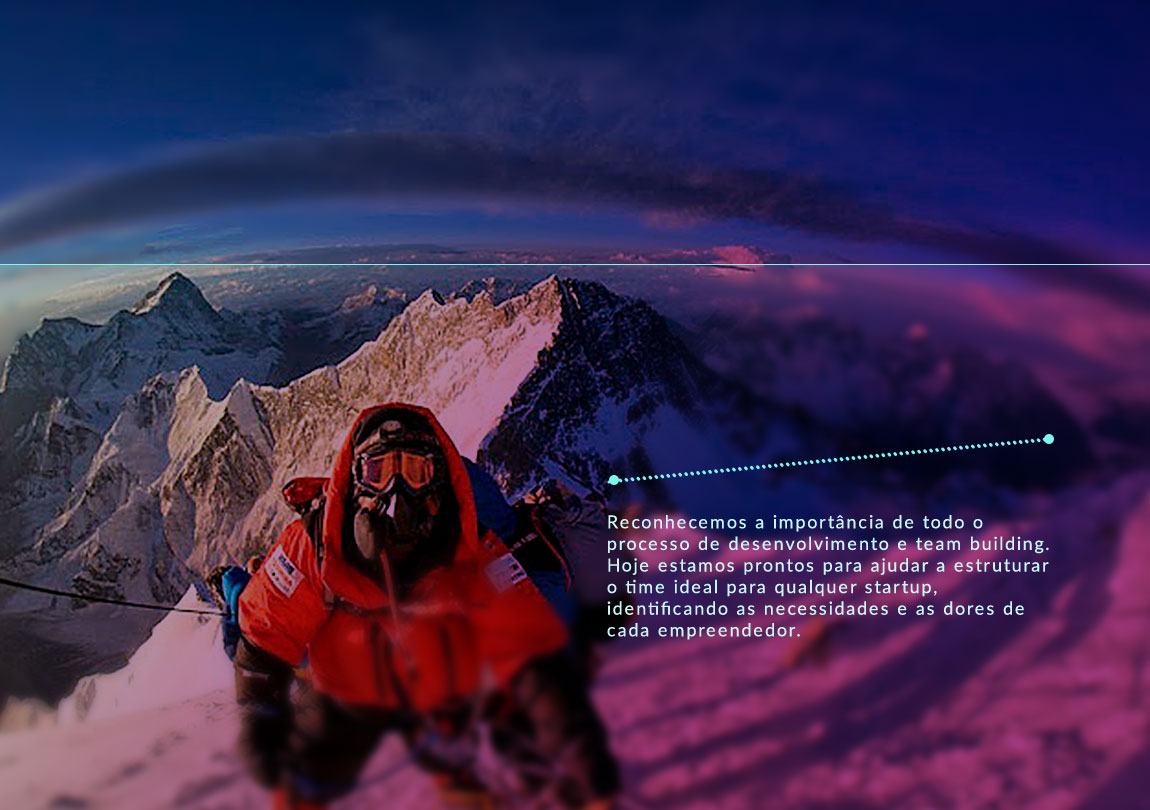 Reconhecemos a importância de todo o
processo de desenvolvimento e team building.
Hoje estamos prontos para ajudar a estruturar
o time ideal para qualquer startup,
identificando as necessidades e as dores de
cada empreendedor.